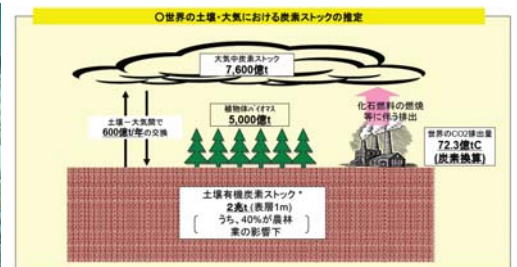 ○世界の土壌・大気における炭素ストックの推定
大気中炭素ストック
7,600億t
土壌－大気間で
600億t/年の交換
植物体バイオマス
5,000億t
化石燃料の燃焼
等に伴う排出
世界のCO2排出量
72.3億tC
(炭素換算)
土壌有機炭素ストック *
2兆t (表層1m)
うち、40%が農林
業の影響下